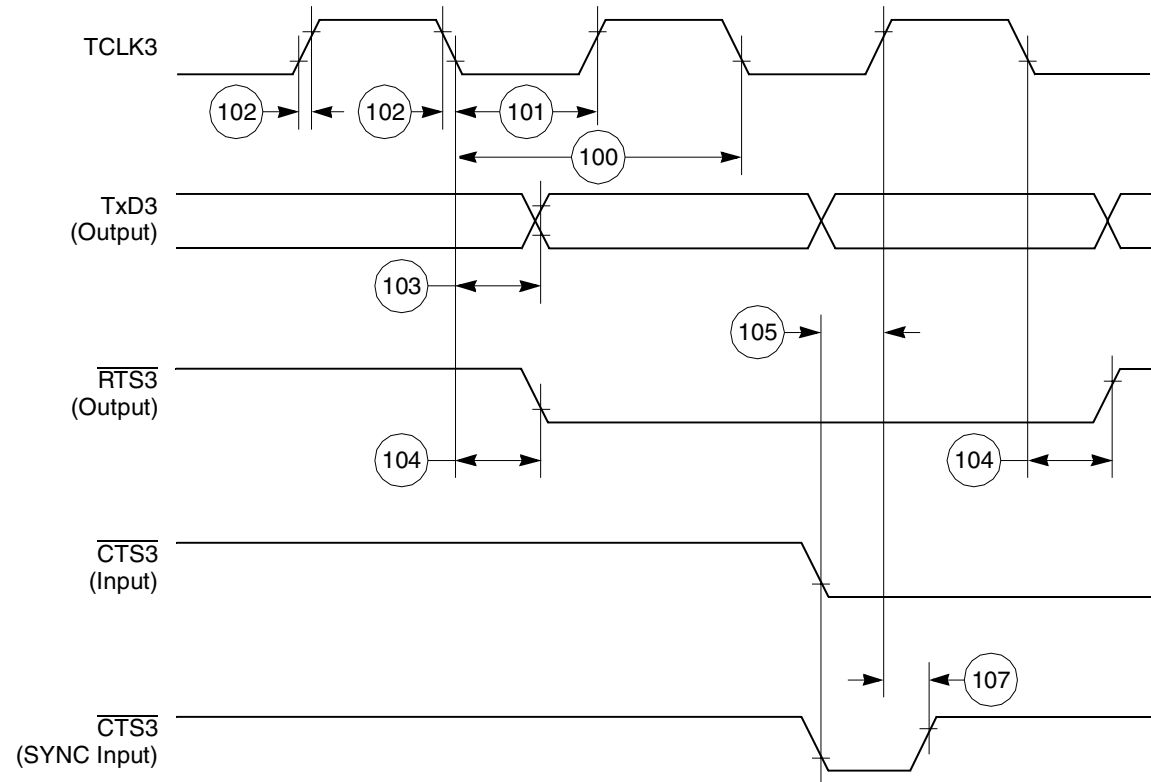 TCLK3
102
102
101
100
TxD3
(Output)
103
105
RTS3
(Output)
104
104
CTS3
(Input)
107
CTS3
(SYNC Input)